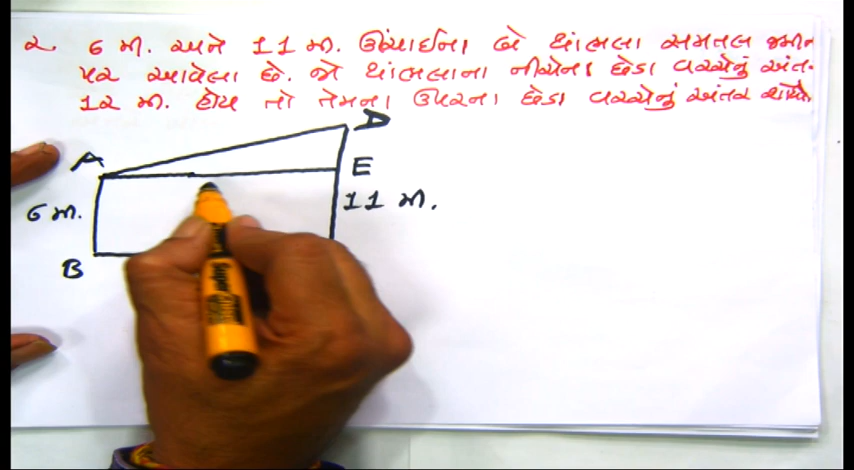 ૨. 6 મી. અને 11 મી. ઊંચાઈના બે થાંભલા સમતલ જમીન
પર આવેલા છે. જો થાંભલાના નીચેના છેડા વચ્ચેનું અંત
12 મી. હોય તો તેમના ઉપરના છેડા વચ્ચેનું અંતર શોધો.
D
A
E
6 મી.
11 મી.
B